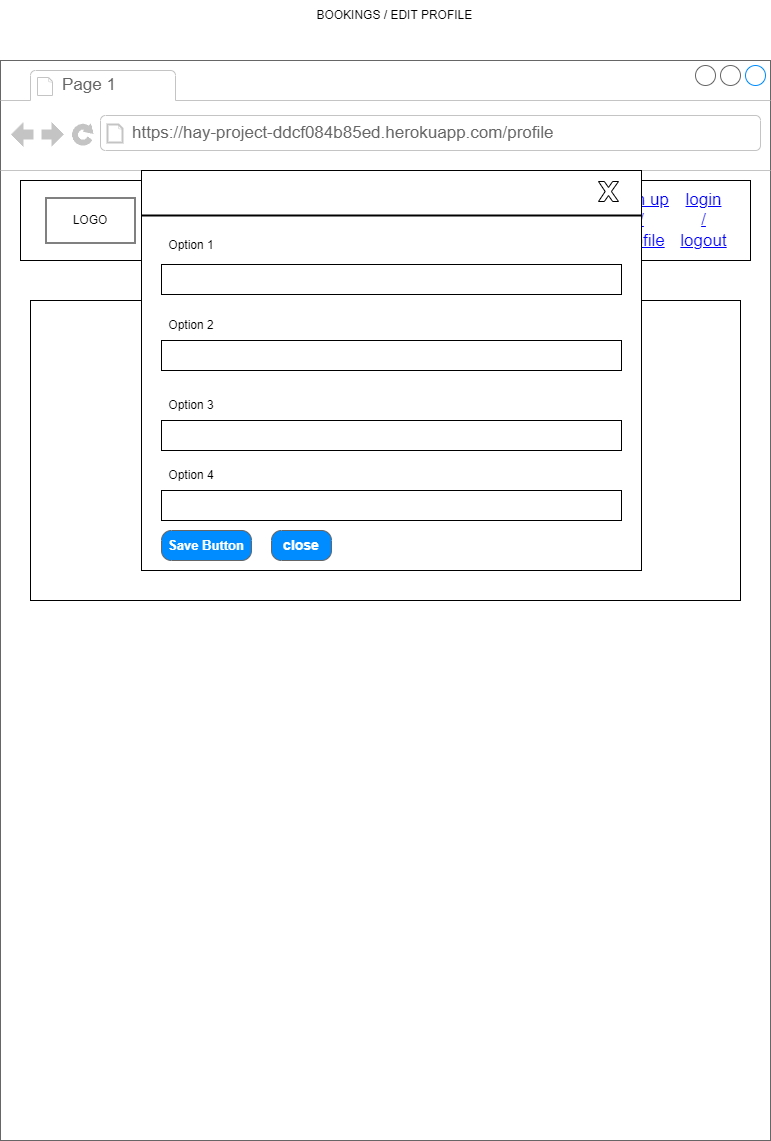 BOOKINGS / EDIT PROFILE
Page 1
https://hay-project-ddcf084b85ed.herokuapp.com/profile
X
LOGO
up
login
/
logout
Option 1
Option 2
Option 3
Option 4
Save Button
close